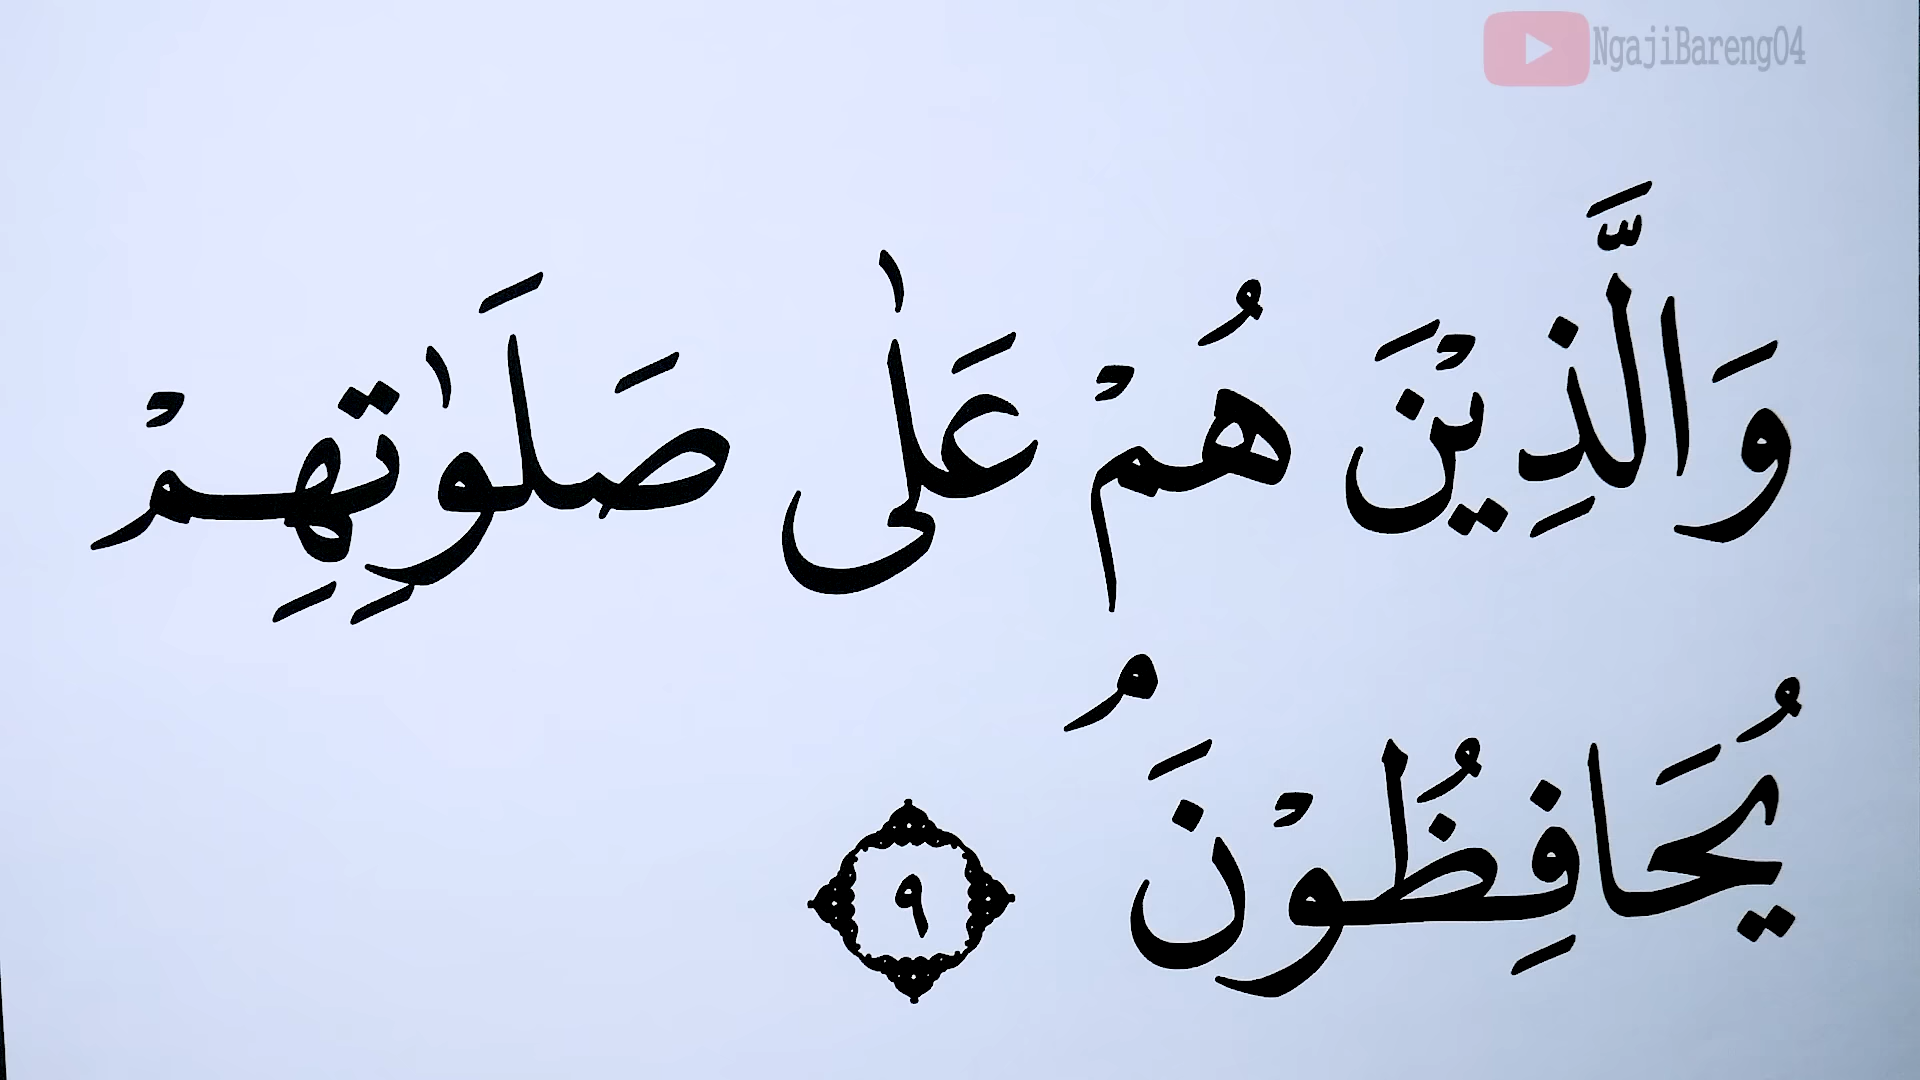 NgajiBareng04
وَالَّذِيْنَ هُمْ عَلٰى صَلَوٰتِهِمْ
يُحَافِظُوْنَ ۘ ٩